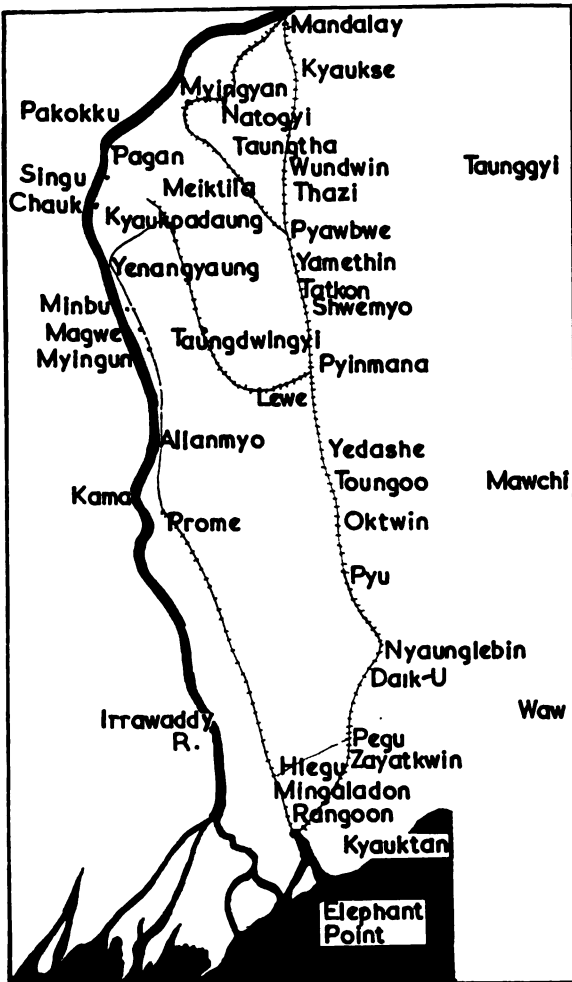 Mandalay
Kyaukse
Myingyan
Natogyi
Pakokku
Taungtha
Pagan
Wundwin
Taunggyi
Singu
Meiktila
Thazi
Chauk
Kyaukpadaung
Pyawbwe
Yenangyaung
Yamethin
Tatkon
Shwemyo
Minbu
Magwe
Taungdwingyi
Myingun
Pyinmana
Lewe
Allanmyo
Yedashe
Toungoo
Mawchi
Kama
Prome
Oktwin
Pyu
Nyaunglebin
Daik-U
Waw
Irrawaddy
R.
Pegu
Zayatkwin
Hlegu
Mingaladon
Rangoon
Kyauktan
Elephant
Point